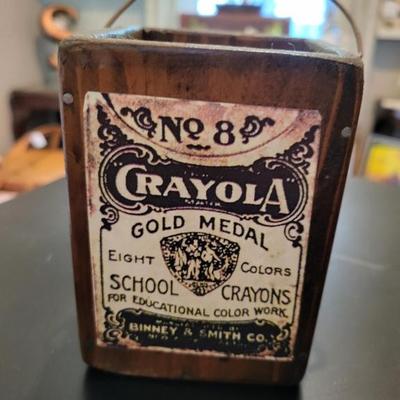 No 8
CRAYOLA
GOLD MEDAL
EIGHT COLORS
SCHOOL CRAYONS
FOR EDUCATIONAL COLOR WORK
BINNEY & SMITH CO.